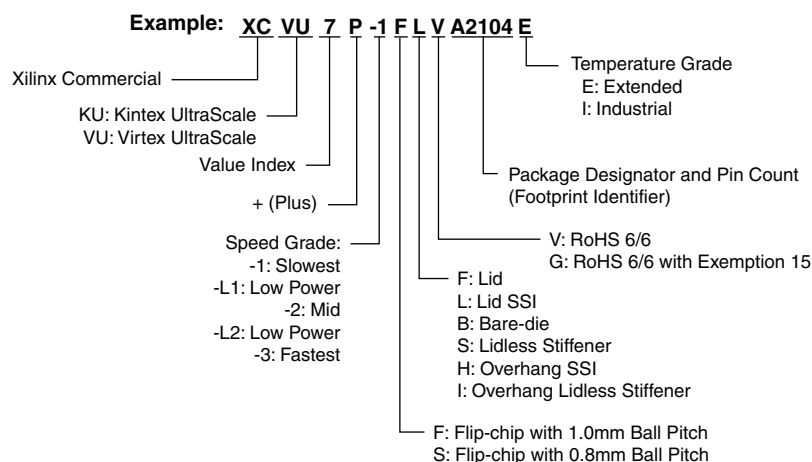 Example: XC VU 7 P -1 F L V A2104 E
Xilinx Commercial
KU: Kintex UltraScale
VU: Virtex UltraScale
Value Index
+ (Plus)
Speed Grade:
-1: Slowest
-L1: Low Power
-2: Mid
-L2: Low Power
-3: Fastest
Temperature Grade
E: Extended
I: Industrial
Package Designator and Pin Count
(Footprint Identifier)
V: RoHS 6/6
G: RoHS 6/6 with Exemption 15
F: Lid
L: Lid SSI
B: Bare-die
S: Lidless Stiffener
H: Overhang SSI
I: Overhang Lidless Stiffener
F: Flip-chip with 1.0mm Ball Pitch
S: Flip-chip with 0.8mm Ball Pitch